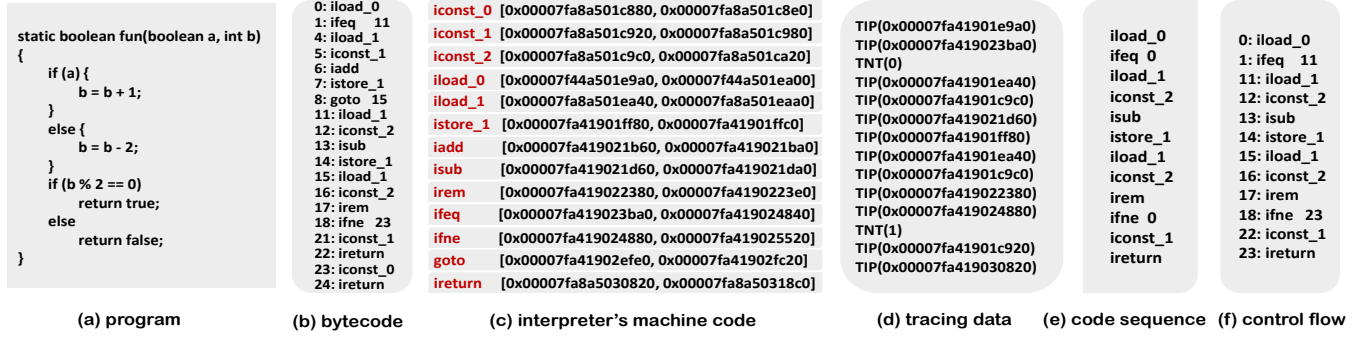 static boolean fun(boolean a, int b)
{
if (a) {
b = b + 1;
}
else {
b = b - 2;
}
if (b % 2 == 0)
return true;
else
return false;
}
(a) program
0: iload_0
1: ifeq 11
4: iload_1
5: iconst_1
6: iadd
7: istore_1
8: goto 15
11: iload_1
12: iconst_2
13: isub
14: istore_1
15: iload_1
16: iconst_2
17: irem
18: ifne 23
21: iconst_1
22: ireturn
23: iconst_0
24: ireturn
(b) bytecode
iconst_0 [0x00007fa8a501c880, 0x00007fa8a501c8e0]
iconst_1 [0x00007fa8a501c920, 0x00007fa8a501c980]
iconst_2 [0x00007fa8a501c9c0, 0x00007fa8a501ca20]
iload_0 [0x00007f44a501e9a0, 0x00007f44a501ea00]
iload_1 [0x00007fa8a501ea40, 0x00007fa8a501eaa0]
istore_1 [0x00007fa41901ff80, 0x00007fa41901ffc0]
iadd [0x00007fa419021b60, 0x00007fa419021ba0]
isub [0x00007fa419021d60, 0x00007fa419021da0]
irem [0x00007fa419022380, 0x00007fa4190223e0]
ifeq [0x00007fa419023ba0, 0x00007fa419024840]
ifne [0x00007fa419024880, 0x00007fa419025520]
goto [0x00007fa41902efe0, 0x00007fa41902fc20]
ireturn [0x00007fa8a5030820, 0x00007fa8a50318c0]
(c) interpreter's machine code
TIP(0x00007fa41901e9a0)
TIP(0x00007fa419023ba0)
TNT(0)
TIP(0x00007fa41901ea40)
TIP(0x00007fa41901c9c0)
TIP(0x00007fa419021d60)
TIP(0x00007fa41901ff80)
TIP(0x00007fa41901ea40)
TIP(0x00007fa41901c9c0)
TIP(0x00007fa419022380)
TIP(0x00007fa419024880)
TNT(1)
TIP(0x00007fa41901c920)
TIP(0x00007fa419030820)
(d) tracing data
iload_0
ifeq 0
iload_1
iconst_2
isub
istore_1
iload_1
iconst_2
irem
ifne 0
iconst_1
ireturn
(e) code sequence
0: iload_0
1: ifeq 11
11: iload_1
12: iconst_2
13: isub
14: istore_1
15: iload_1
16: iconst_2
17: irem
18: ifne 23
22: iconst_1
23: ireturn
(f) control flow